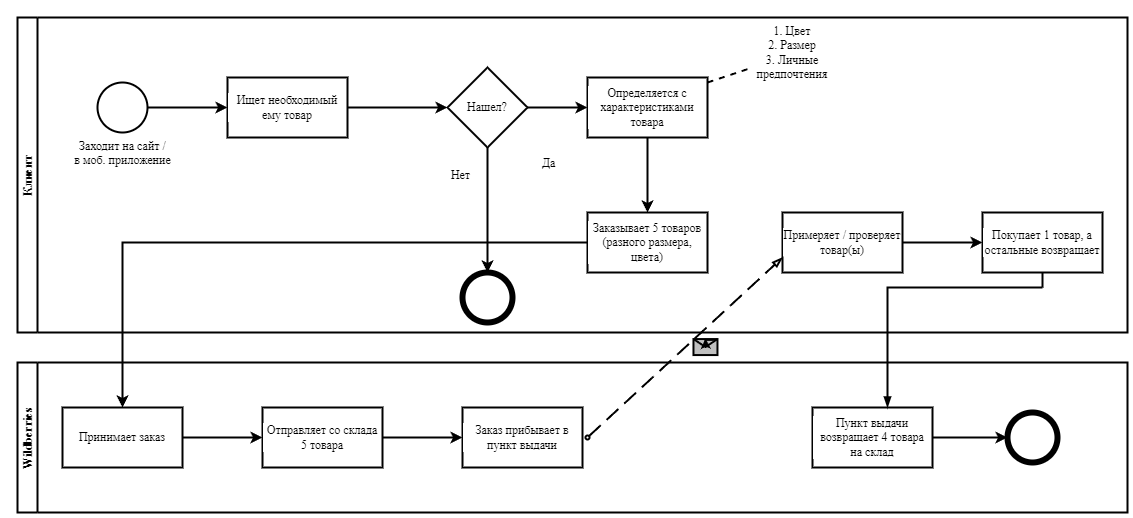 1. Цвет
2. Размер
3. Личные
предпочтения
Ищет необходимый
ему товар
Нашел?
Определяется с
характеристиками
товара
Заходит на сайт /
в моб. приложение
Нет
Да
Клиент
Заказывает 5 товаров
(разного размера,
цвета)
Примеряет / проверяет
товар(ы)
Покупает 1 товар, а
остальные возвращает
Wildberries
Принимает заказ
Отправляет со склада
5 товара
Заказ прибывает в
пункт выдачи
Пункт выдачи
возвращает 4 товара
на склад